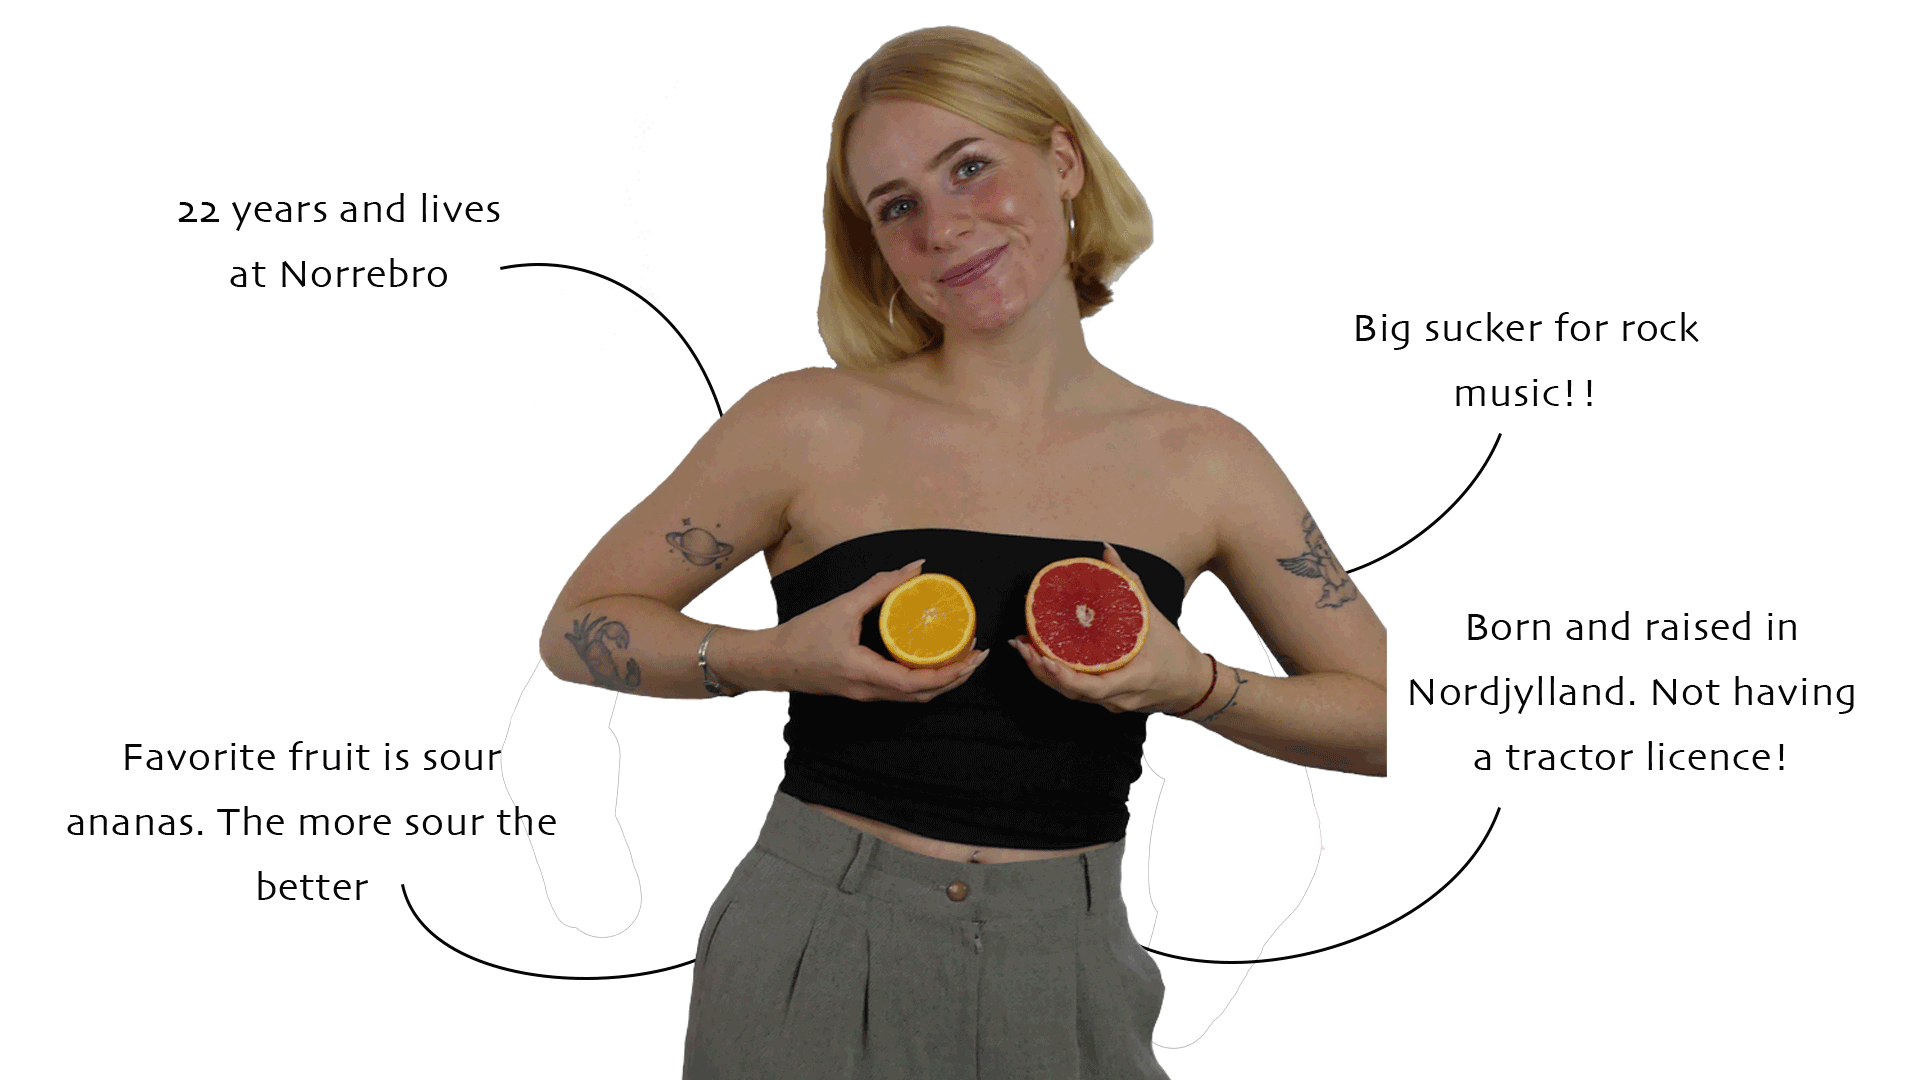 22 years and lives
at Norrebro
Big sucker for rock
music!!
Born and raised in
Nordjylland. Not having
a tractor licence!
Favorite fruit is sour
ananas. The more sour the
better